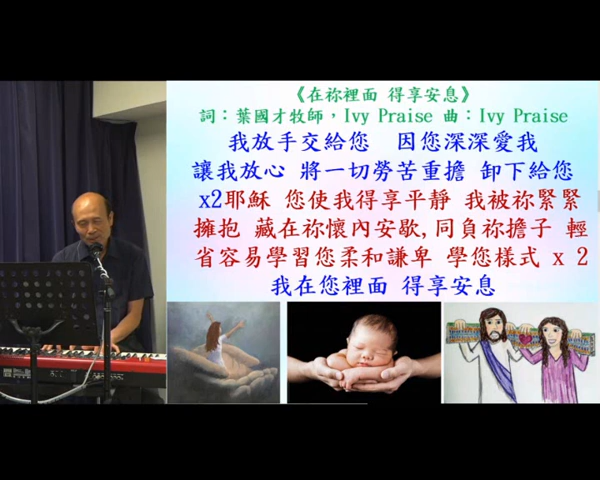 《在祢裡面 得享安息》
詞：葉國才牧師，Ivy Praise 曲：Ivy Praise
我放手交給您 因您深深愛我
讓我放心 將一切勞苦重擔 卸下給您
x2耶穌 您使我得享平靜 我被祢緊緊
擁抱 藏在祢懷內安歇,同負祢擔子 輕
省容易學習您柔和謙卑 學您樣式 x 2
我在您裡面 得享安息